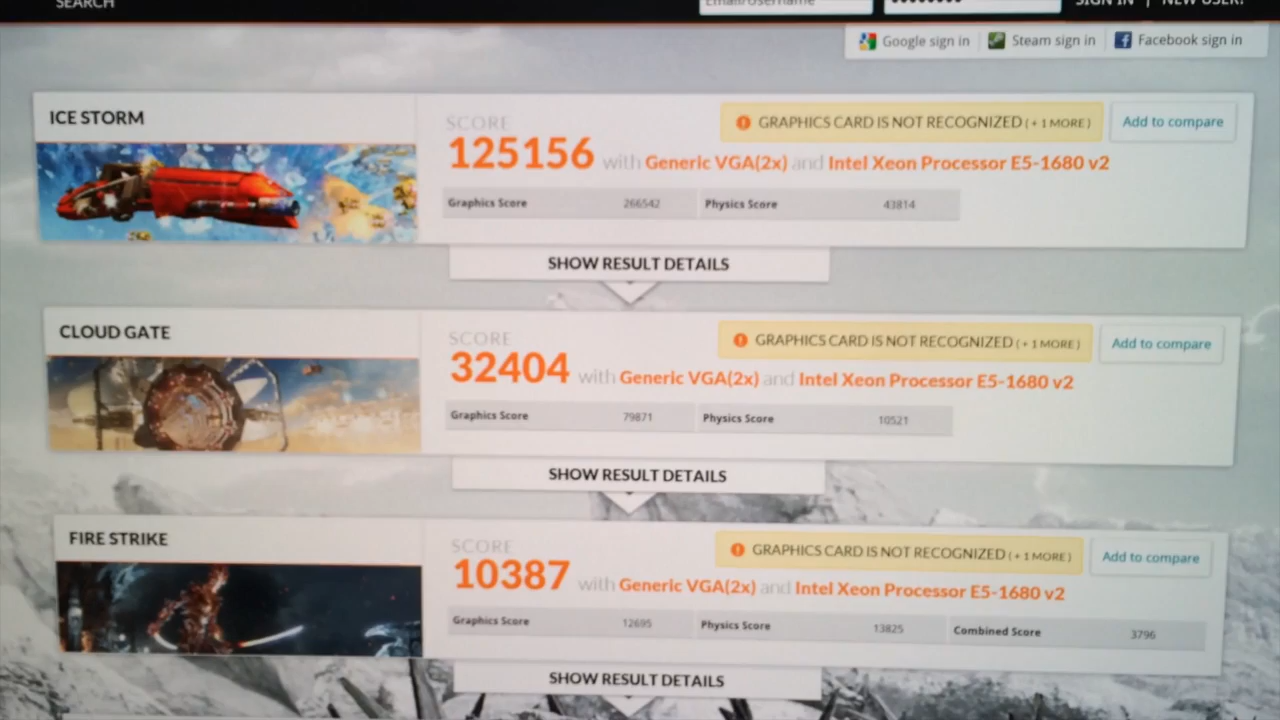 SEARCH
SIGN IN | NEW USER?
Google sign in
Steam sign in
Facebook sign in
ICE STORM
SCORE
GRAPHICS CARD IS NOT RECOGNIZED ( + 1 MORE )
Add to compare
125156 with Generic VGA(2x) and Intel Xeon Processor E5-1680 v2
Graphics Score 266542 Physics Score 43814
SHOW RESULT DETAILS
CLOUD GATE
SCORE
GRAPHICS CARD IS NOT RECOGNIZED ( + 1 MORE )
Add to compare
32404 with Generic VGA(2x) and Intel Xeon Processor E5-1680 v2
Graphics Score 79871 Physics Score 10521
SHOW RESULT DETAILS
FIRE STRIKE
SCORE
GRAPHICS CARD IS NOT RECOGNIZED ( + 1 MORE )
Add to compare
10387 with Generic VGA(2x) and Intel Xeon Processor E5-1680 v2
Graphics Score 12695 Physics Score 13825 Combined Score 3796
SHOW RESULT DETAILS